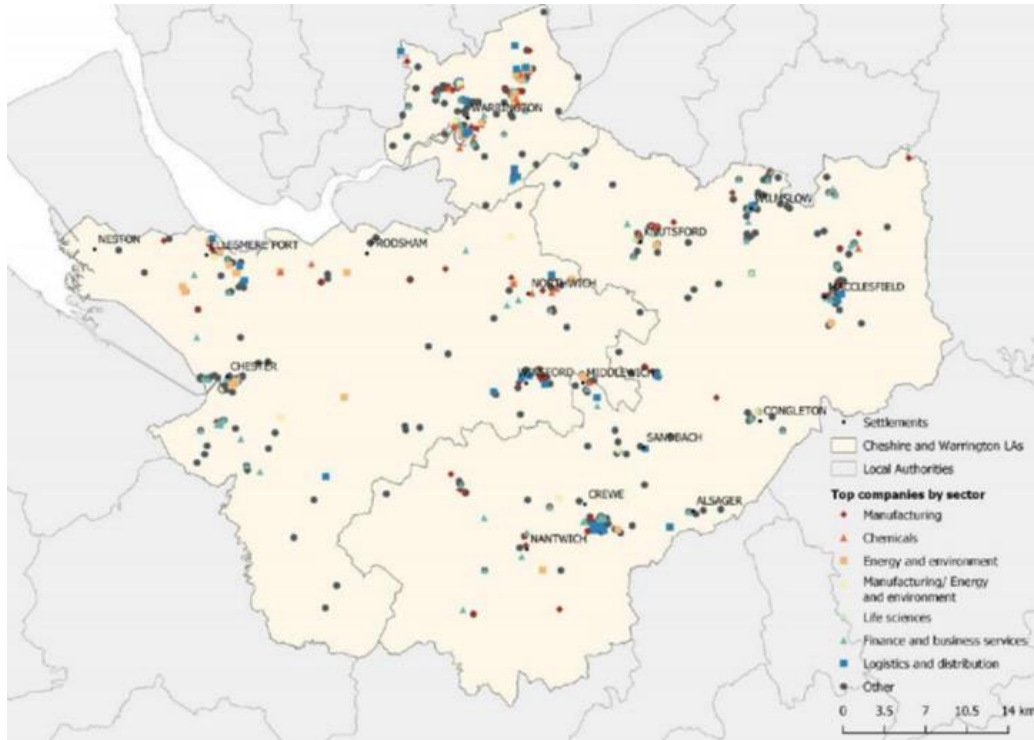 WARRINGTON
WILMSLOW
NESTON
ELLESMERE PORT
RODSHAM
KNUTSFORD
NORTHWICH
MACCLESFIELD
CHESTER
WINSFORD
MIDDLEWICH
CONGLETON
SANDBACH
CREWE
ALSAGER
NANTWICH
Settlements
Cheshire and Warrington LAs
Local Authorities
Top companies by sector
Manufacturing
Chemicals
Energy and environment
Manufacturing/ Energy
and environment
Life sciences
Finance and business services
Logistics and distribution
Other
0 3.5 7 10.5 14 km